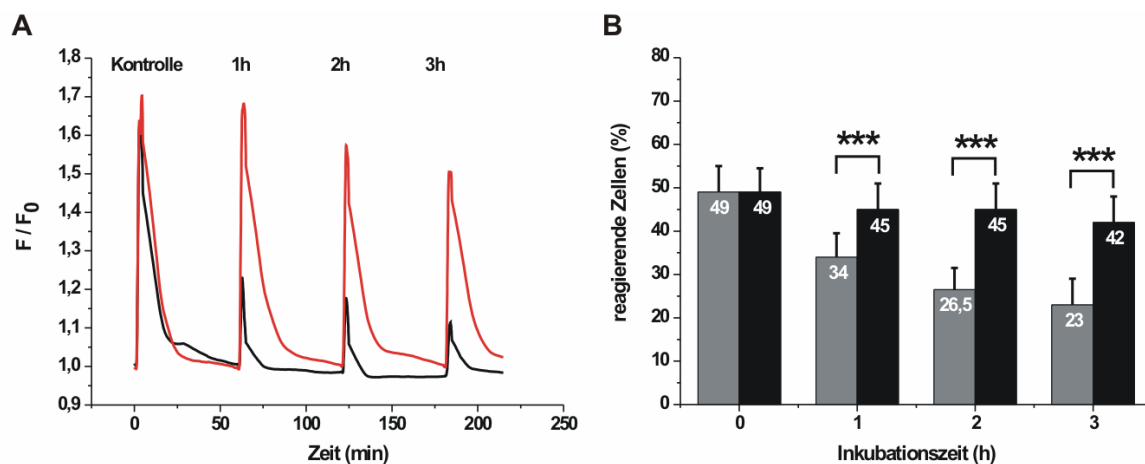 A
Kontrolle 1h 2h 3h
1,8
1,7
1,6
1,5
1,4
1,3
1,2
1,1
1,0
0,9
F / F0
0 50 100 150 200 250
Zeit (min)
B
80
70
60
50
40
30
20
10
0
reagierende Zellen (%)
*** *** ***
49 49 34 45 26,5 45 23 42
0 1 2 3
Inkubationszeit (h)